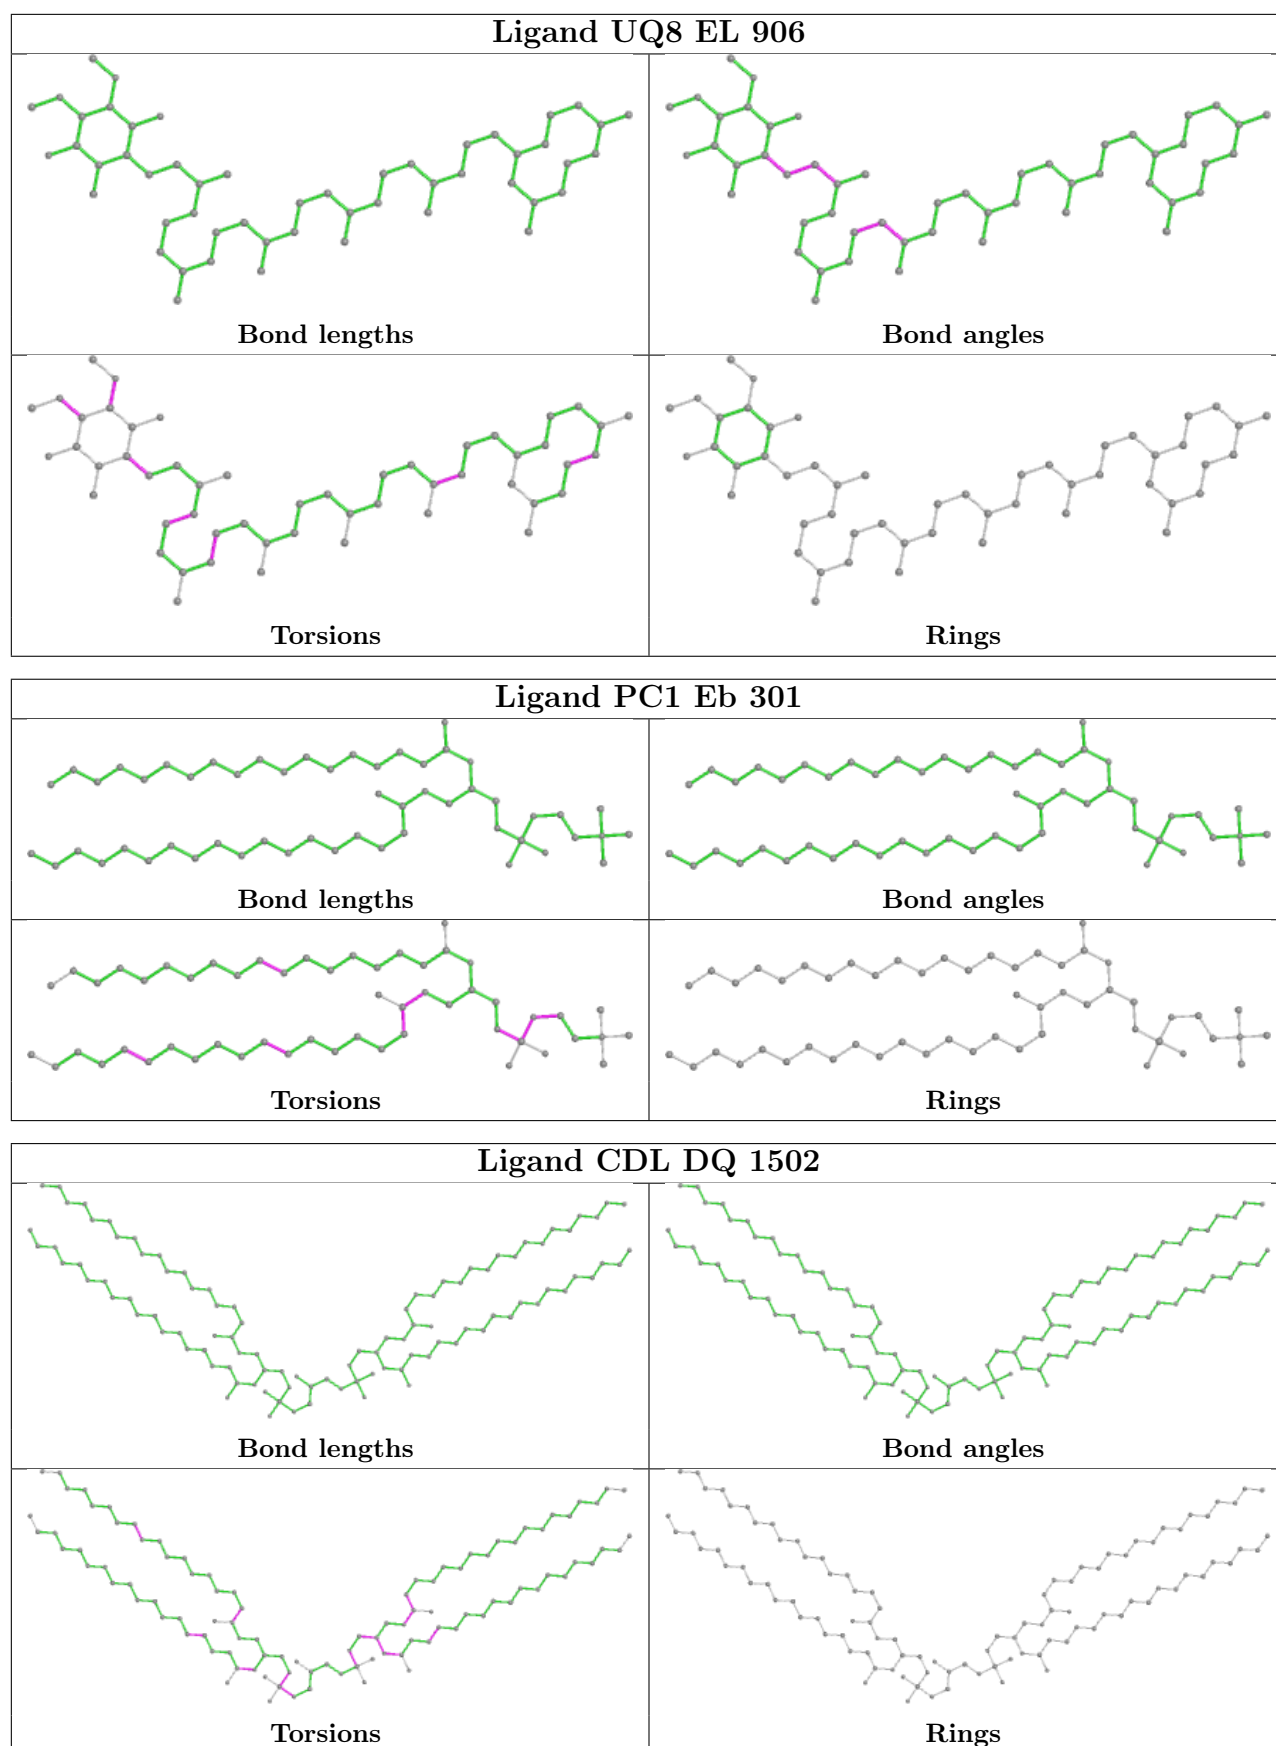 Ligand UQ8 EL 906
Bond lengths
Bond angles
Torsions
Rings
Ligand PC1 Eb 301
Bond lengths
Bond angles
Torsions
Rings
Ligand CDL DQ 1502
Bond lengths
Bond angles
Torsions
Rings